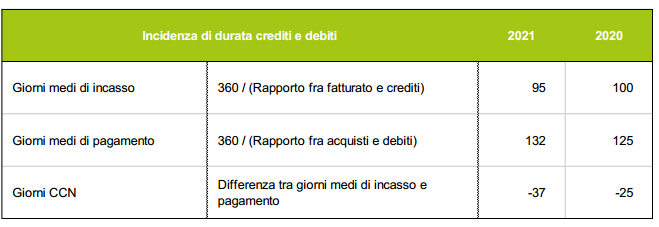 Incidenza di durata crediti e debiti 2021 2020
Giorni medi di incasso 360 / (Rapporto fra fatturato e crediti) 95 100
Giorni medi di pagamento 360 / (Rapporto fra acquisti e debiti) 132 125
Giorni CCN Differenza tra giorni medi di incasso e pagamento -37 -25